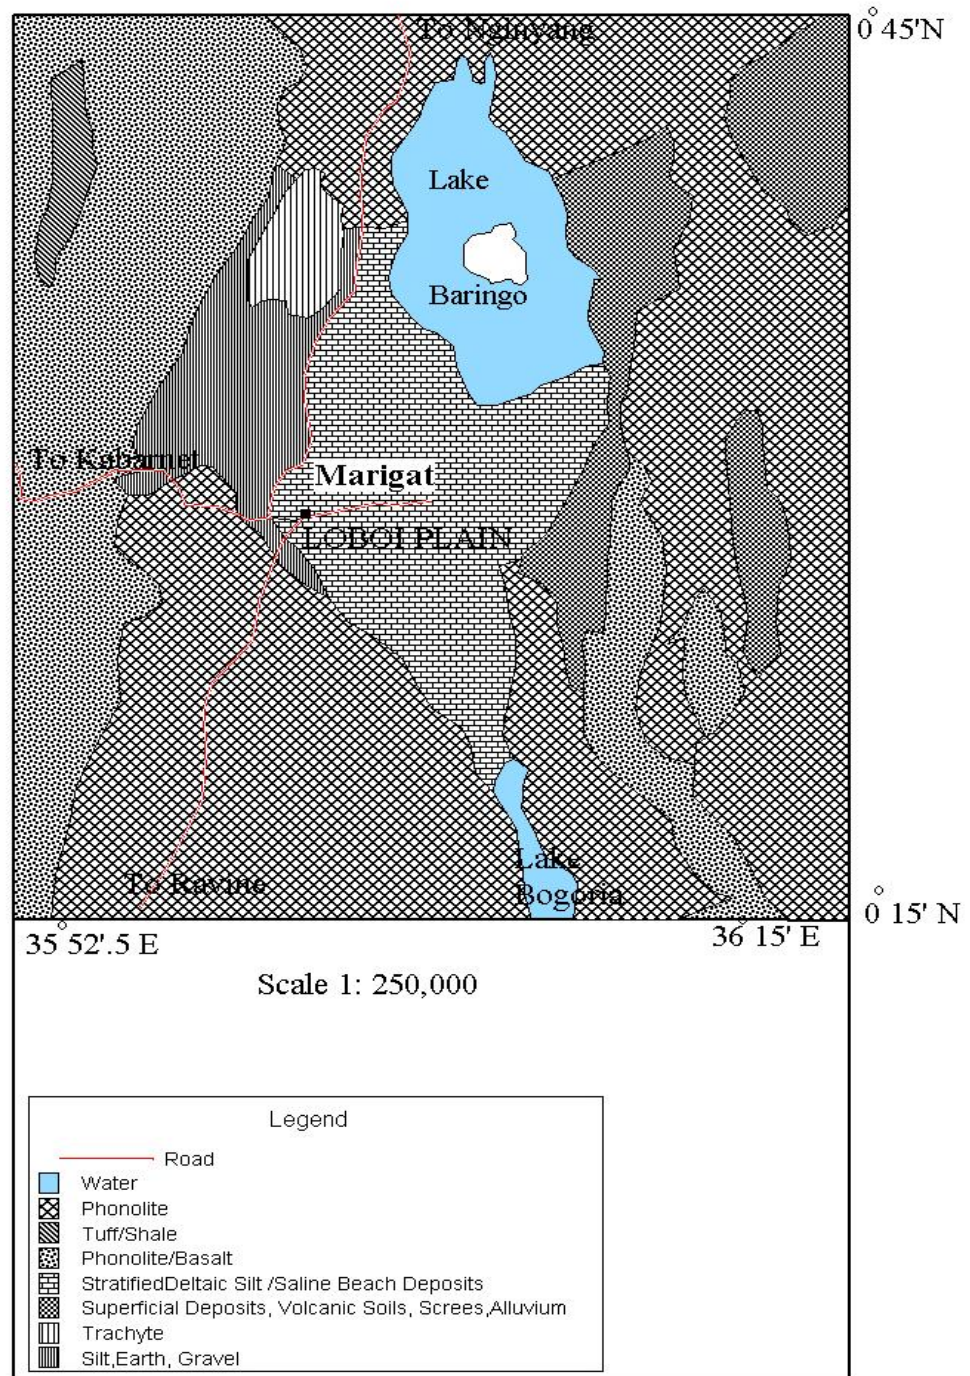 To Nginyang
0°45'N
Lake
Baringo
To Kabarnet
Marigat
LOBOI PLAIN
Lake
Bogoria
To Ravine
0°15' N
35°52'.5 E
36°15' E
Scale 1: 250,000
Legend
Road
Water
Phonolite
Tuff/Shale
Phonolite/Basalt
StratifiedDeltaic Silt /Saline Beach Deposits
Superficial Deposits, Volcanic Soils, Screes,Alluvium
Trachyte
Silt,Earth, Gravel